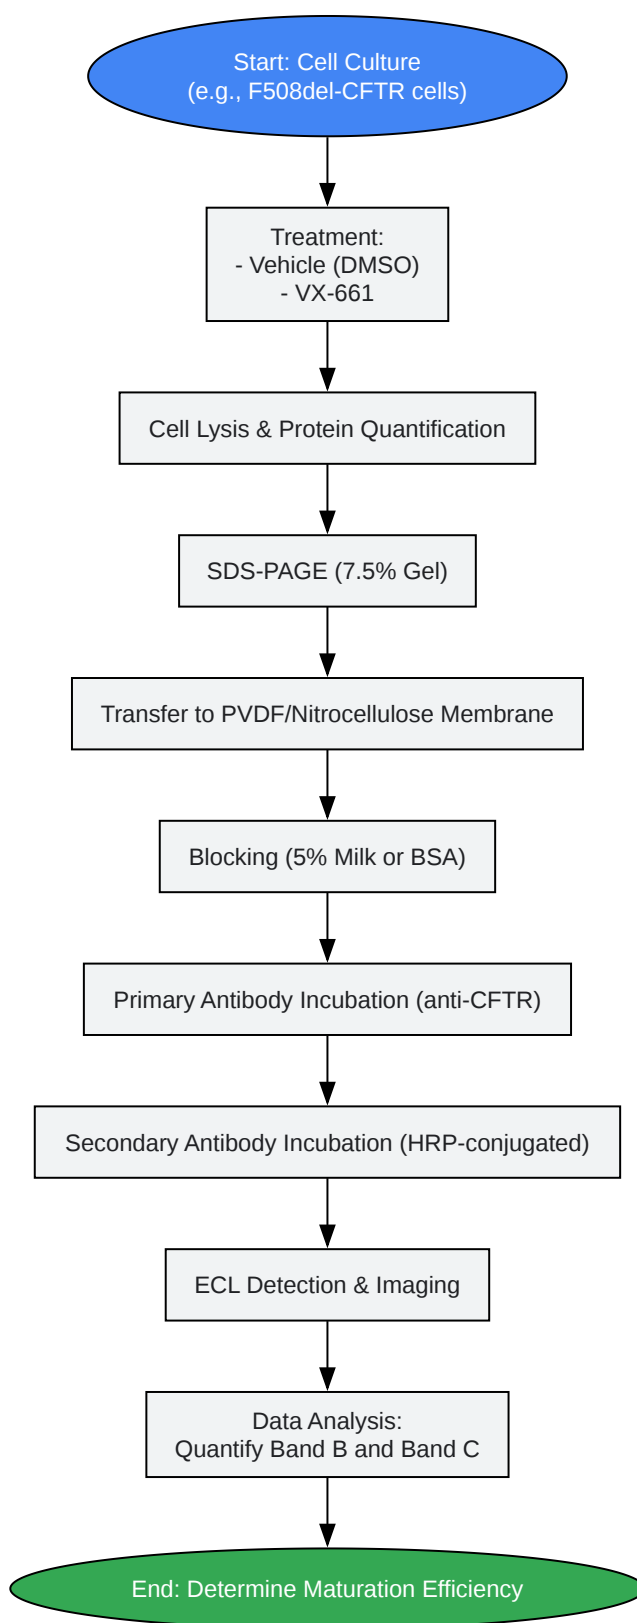 Start: Cell Culture
(e.g., F508del-CFTR cells)
Treatment:
- Vehicle (DMSO)
- VX-661
Cell Lysis & Protein Quantification
SDS-PAGE (7.5% Gel)
Transfer to PVDF/Nitrocellulose Membrane
Blocking (5% Milk or BSA)
Primary Antibody Incubation (anti-CFTR)
Secondary Antibody Incubation (HRP-conjugated)
ECL Detection & Imaging
Data Analysis:
Quantify Band B and Band C
End: Determine Maturation Efficiency